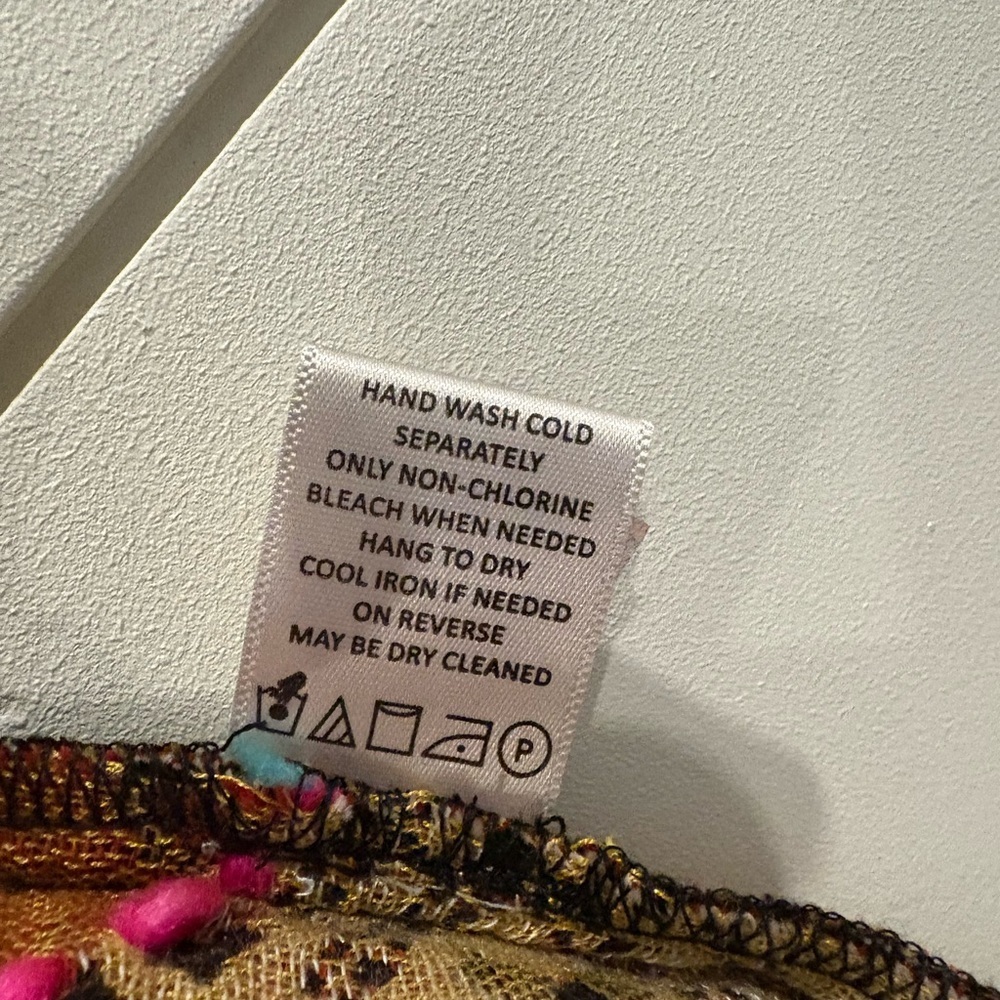 HAND WASH COLD
SEPARATELY
ONLY NON-CHLORINE
BLEACH WHEN NEEDED
HANG TO DRY
COOL IRON IF NEEDED
ON REVERSE
MAY BE DRY CLEANED
P